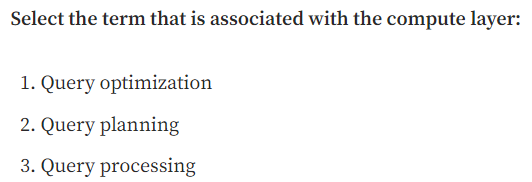 Select the term that is associated with the compute layer:
1. Query optimization
2. Query planning
3. Query processing